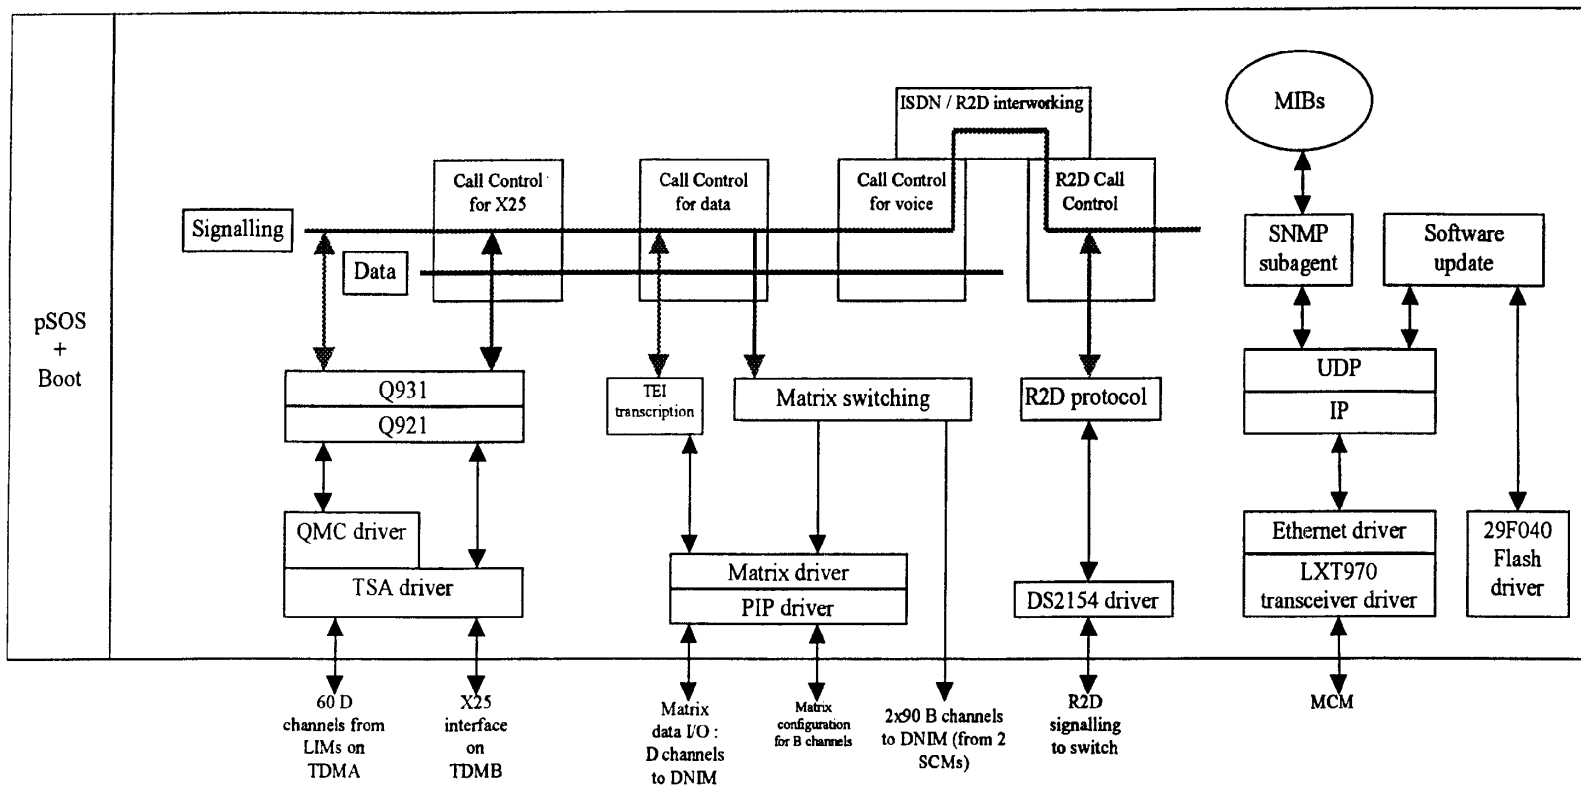 ISDN / R2D interworking
MIBs
Call Control
for X25
Call Control
for data
Call Control
for voice
R2D Call
Control
Signalling
Data
SNMP
subagent
Software
update
pSOS
+
Boot
Q931
Q921
TEI
transcription
Matrix switching
R2D protocol
UDP
IP
QMC driver
TSA driver
Matrix driver
PIP driver
DS2154 driver
Ethernet driver
LXT970
transceiver driver
29F040
Flash
driver
60 D
channels from
LIMs on
TDMA
X25
interface
on
TDMB
Matrix
data I/O :
D channels
to DNIM
Matrix
configuration
for B channels
2x90 B channels
to DNIM (from 2
SCMs)
R2D
signalling
to switch
MCM